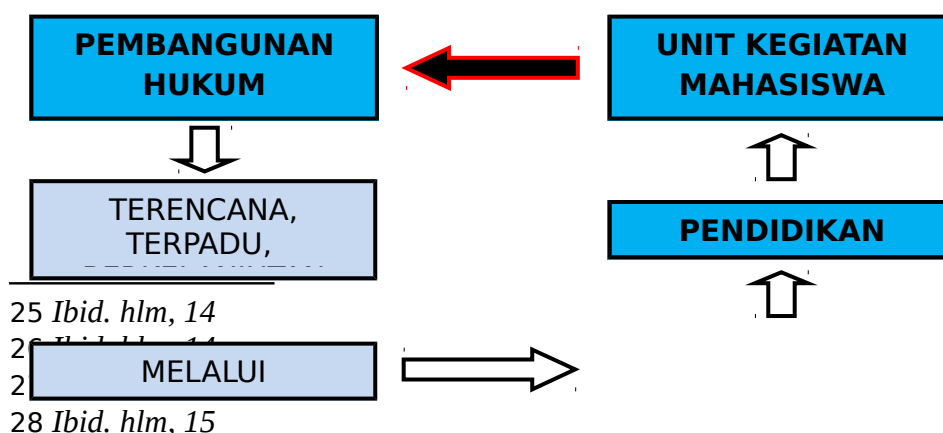 PEMBANGUNAN
HUKUM
UNIT KEGIATAN
MAHASISWA
TERENCANA,
TERPADU,
PENDIDIKAN
25 Ibid. hlm, 14
MELALUI
28 Ibid. hlm, 15